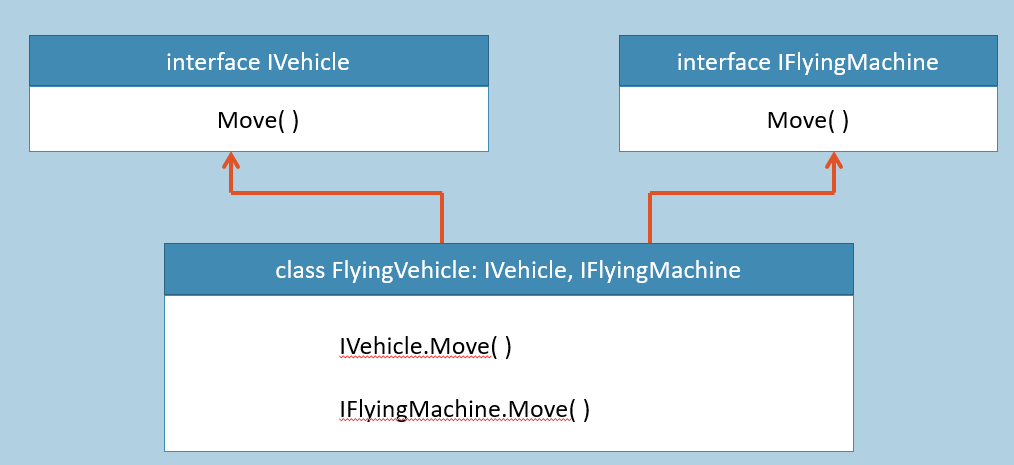 interface IVehicle
interface IFlyingMachine
Move( )
Move( )
class FlyingVehicle: IVehicle, IFlyingMachine
IVehicle.Move( )
IFlyingMachine.Move( )